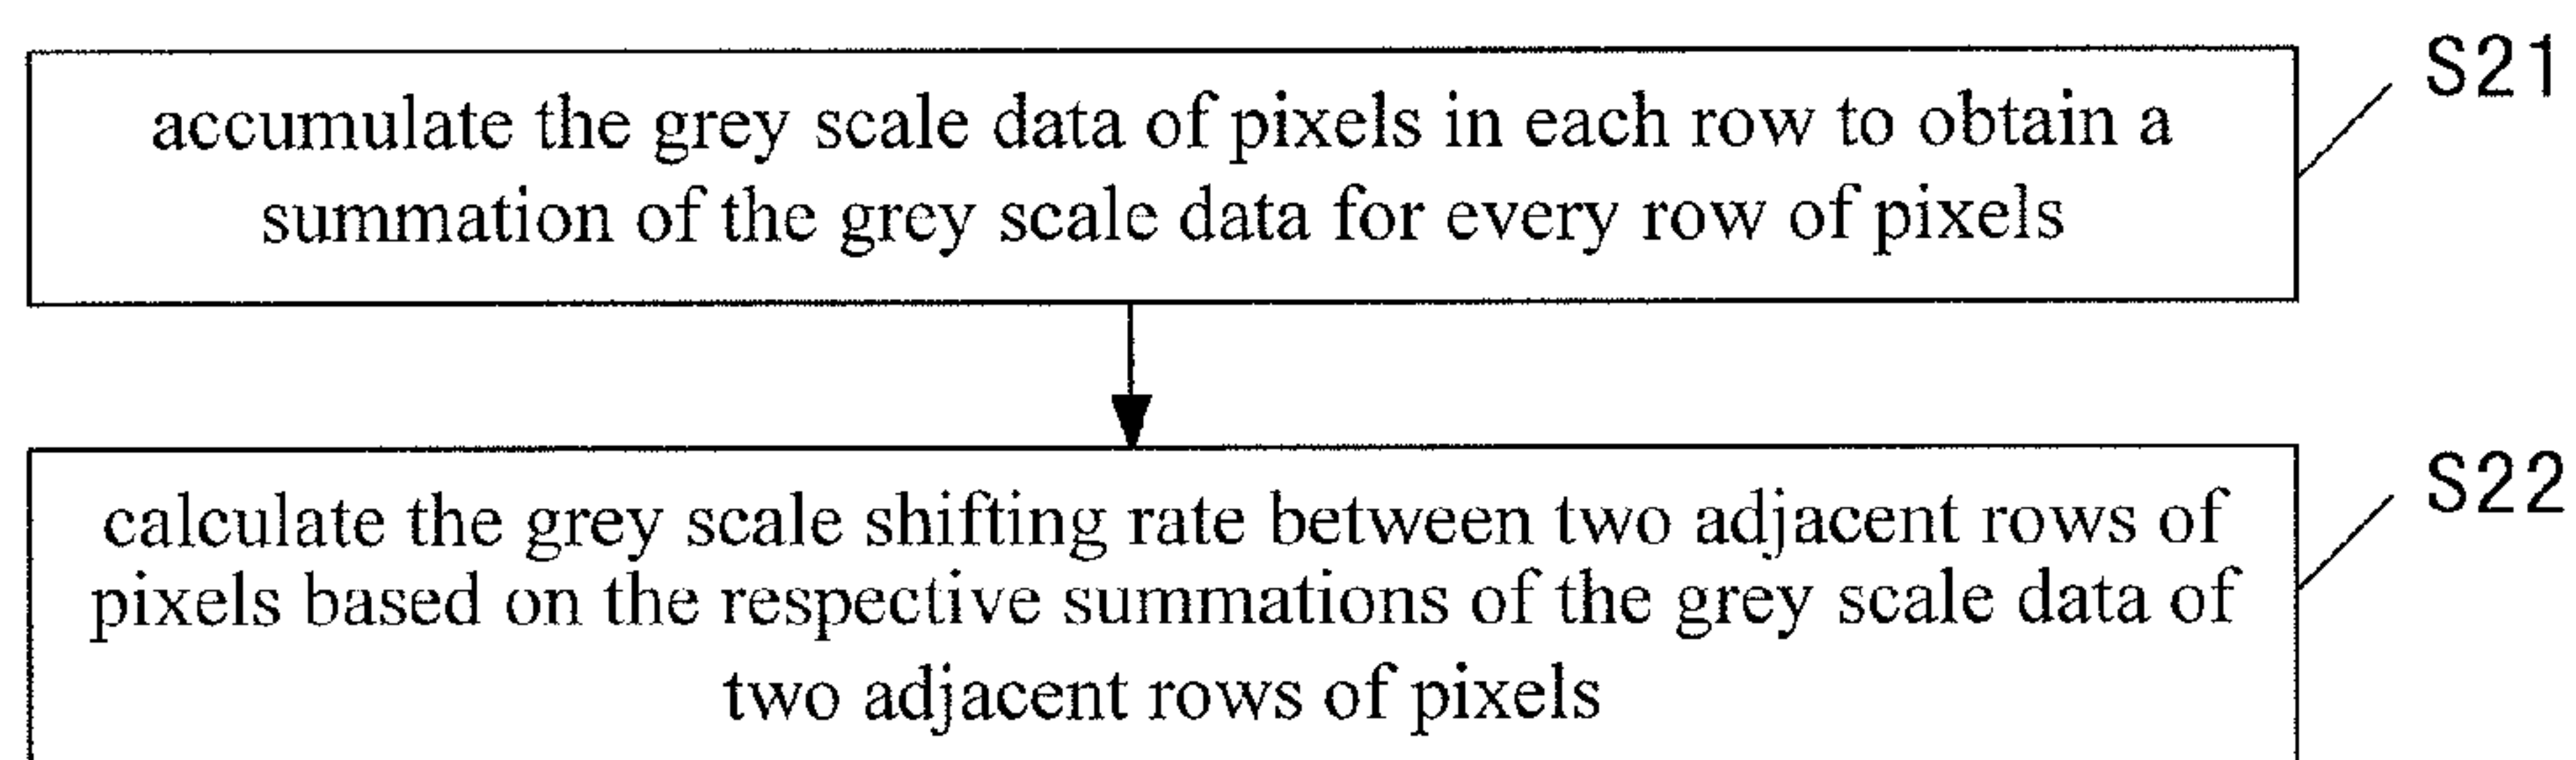 S21
accumulate the grey scale data of pixels in each row to obtain a
summation of the grey scale data for every row of pixels
S22
calculate the grey scale shifting rate between two adjacent rows of
pixels based on the respective summations of the grey scale data of
two adjacent rows of pixels